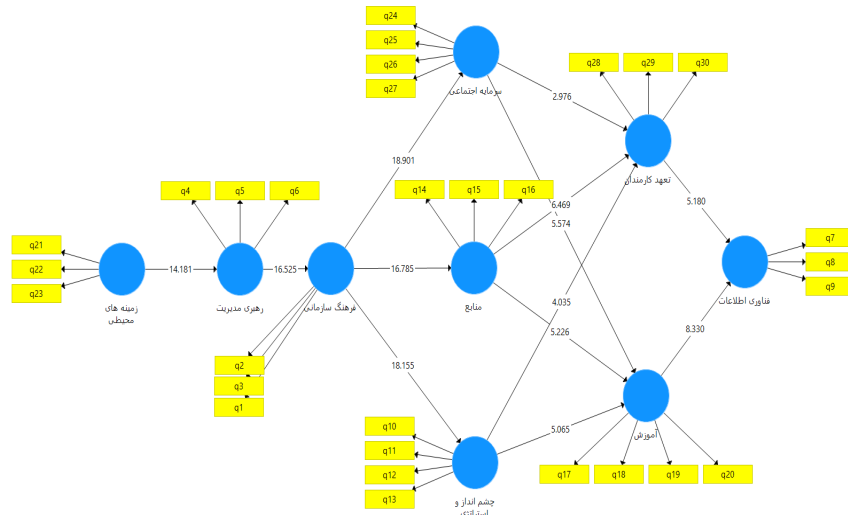 q24
q25
q26
q27
سرمایه اجتماعی
q28
q29
q30
تعهد کارمندان
2.976
18.901
q4
q5
q6
q14
q15
q16
6.469
5.574
5.180
q21
q22
q23
زمینه های
محیطی
14.181
رهبری مدیریت
16.525
فرهنگ سازمانی
16.785
منابع
q7
q8
q9
فناوری اطلاعات
4.035
5.226
8.330
q2
q3
q1
18.155
q10
q11
q12
q13
چشم انداز و
استراتژی
5.065
آموزش
q17
q18
q19
q20